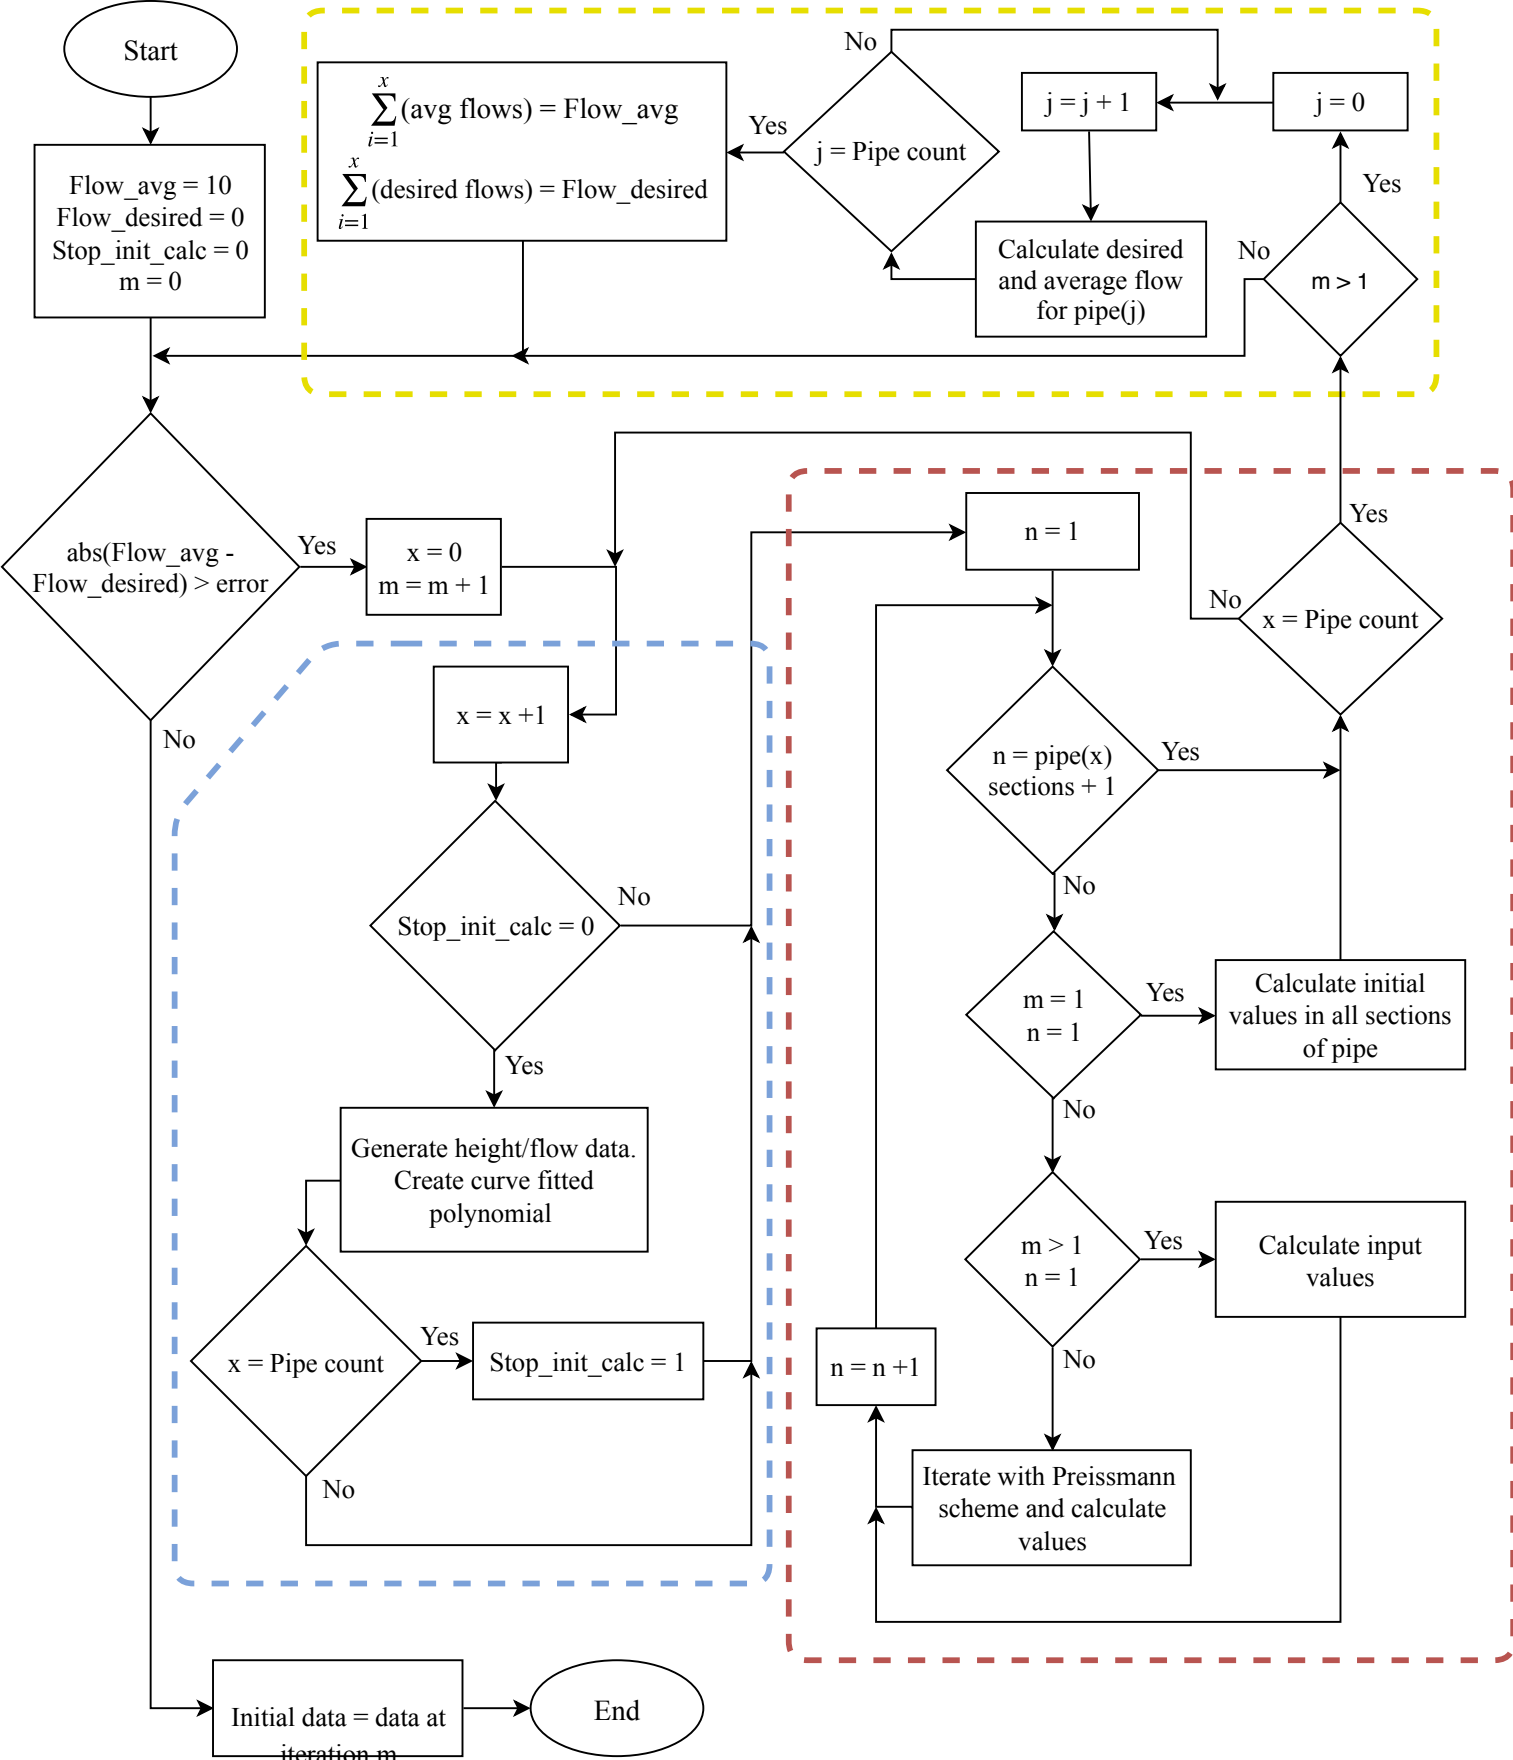 Start
Flow_avg = 10
Flow_desired = 0
Stop_init_calc = 0
m = 0
x
∑(avg flows) = Flow_avg
i=1
x
∑(desired flows) = Flow_desired
i=1
Yes
No
j = Pipe count
j = j + 1
j = 0
Calculate desired
and average flow
for pipe(j)
Yes
No
m > 1
abs(Flow_avg -
Flow_desired) > error
Yes
No
x = 0
m = m + 1
x = x +1
Stop_init_calc = 0
No
Yes
Generate height/flow data.
Create curve fitted
polynomial
x = Pipe count
Yes
No
Stop_init_calc = 1
n = 1
n = pipe(x)
sections + 1
Yes
No
x = Pipe count
Yes
No
m = 1
n = 1
Yes
No
Calculate initial
values in all sections
of pipe
m > 1
n = 1
Yes
No
Calculate input
values
n = n +1
Iterate with Preissmann
scheme and calculate
values
Initial data = data at
iteration m
End